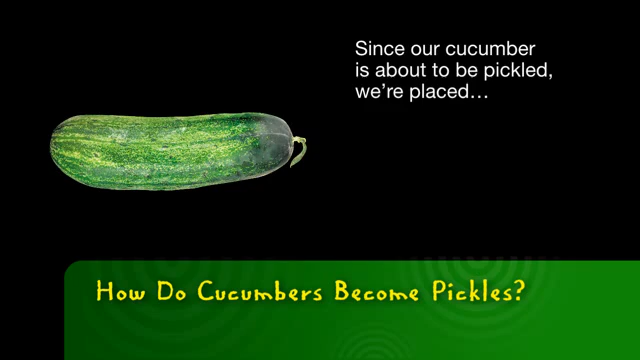 Since our cucumber
is about to be pickled,
we're placed…
How Do Cucumbers Become Pickles?